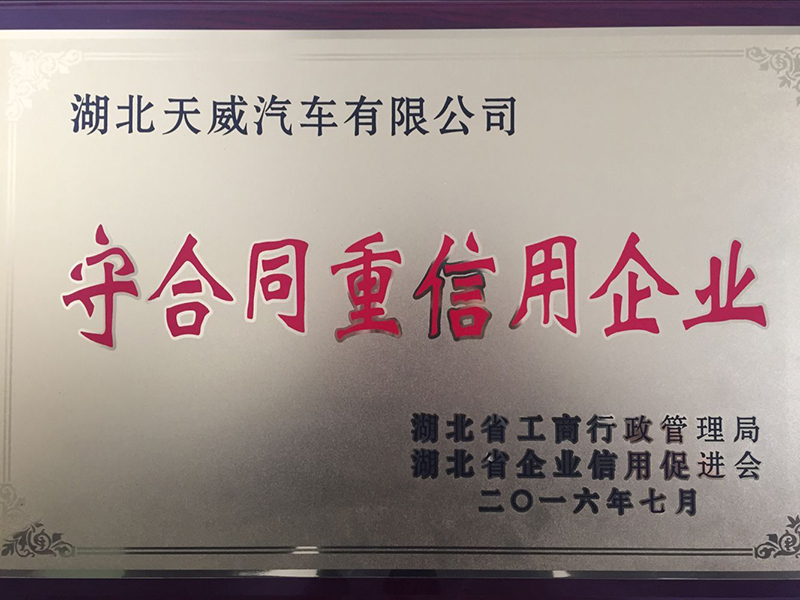 湖北天威汽车有限公司
守合同重信用企业
湖北省工商行政管理局
湖北省企业信用促进会
二〇一六年七月